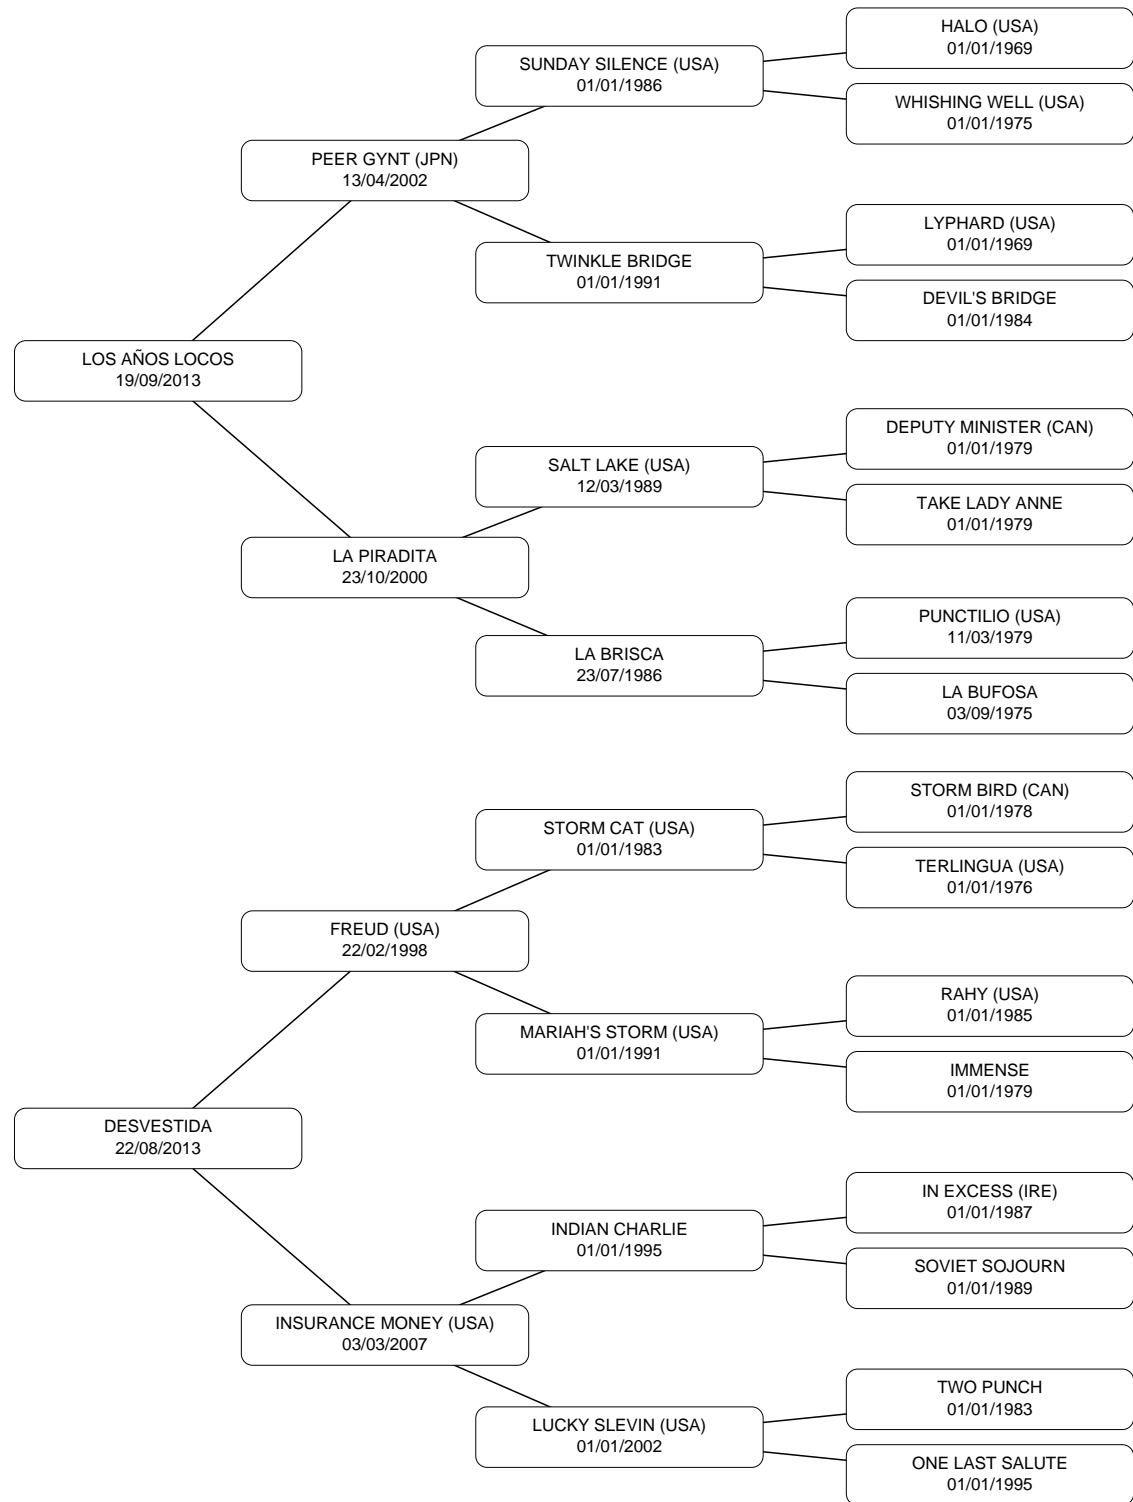 HALO (USA)
01/01/1969
SUNDAY SILENCE (USA)
01/01/1986
WHISHING WELL (USA)
01/01/1975
PEER GYNT (JPN)
13/04/2002
LYPHARD (USA)
01/01/1969
TWINKLE BRIDGE
01/01/1991
DEVIL'S BRIDGE
01/01/1984
LOS AÑOS LOCOS
19/09/2013
DEPUTY MINISTER (CAN)
01/01/1979
SALT LAKE (USA)
12/03/1989
TAKE LADY ANNE
01/01/1979
LA PIRADITA
23/10/2000
PUNCTILIO (USA)
11/03/1979
LA BRISCA
23/07/1986
LA BUFOSA
03/09/1975
STORM BIRD (CAN)
01/01/1978
STORM CAT (USA)
01/01/1983
TERLINGUA (USA)
01/01/1976
FREUD (USA)
22/02/1998
RAHY (USA)
01/01/1985
MARIAH'S STORM (USA)
01/01/1991
IMMENSE
01/01/1979
DESVESTIDA
22/08/2013
IN EXCESS (IRE)
01/01/1987
INDIAN CHARLIE
01/01/1995
SOVIET SOJOURN
01/01/1989
INSURANCE MONEY (USA)
03/03/2007
TWO PUNCH
01/01/1983
LUCKY SLEVIN (USA)
01/01/2002
ONE LAST SALUTE
01/01/1995